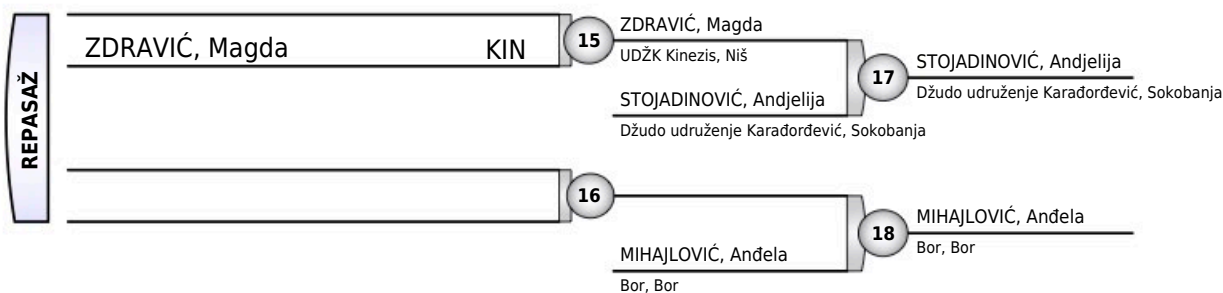 REPASAŽ
ZDRAVIĆ, Magda KIN
15
ZDRAVIĆ, Magda
UDŽK Kinezis, Niš
STOJADINOVIĆ, Andjelija
Džudo udruženje Karađorđević, Sokobanja
17
STOJADINOVIĆ, Andjelija
Džudo udruženje Karađorđević, Sokobanja
16
MIHAJLOVIĆ, Anđela
Bor, Bor
18
MIHAJLOVIĆ, Anđela
Bor, Bor